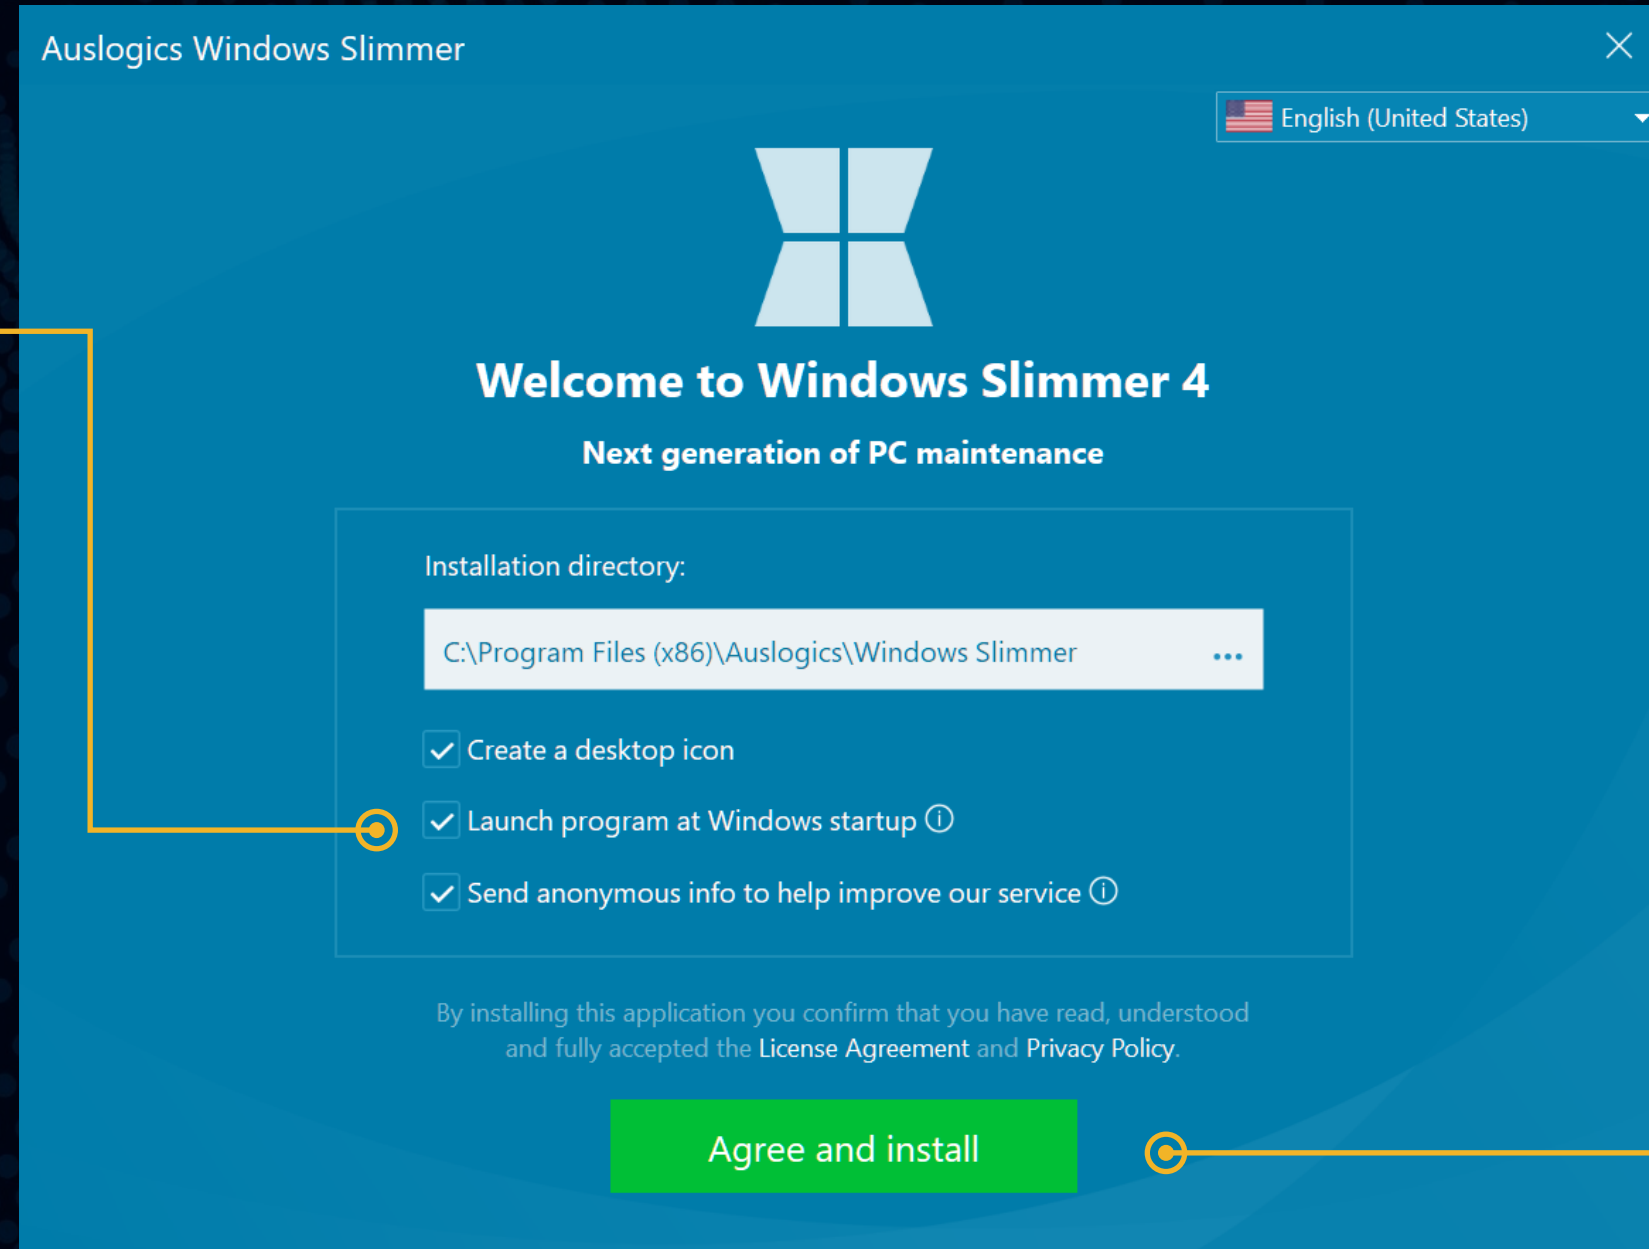 Auslogics Windows Slimmer
English (United States)
Welcome to Windows Slimmer 4
Next generation of PC maintenance
Installation directory:
C:\Program Files (x86)\Auslogics\Windows Slimmer ...
Create a desktop icon
Launch program at Windows startup
Send anonymous info to help improve our service
By installing this application you confirm that you have read, understood
and fully accepted the License Agreement and Privacy Policy.
Agree and install